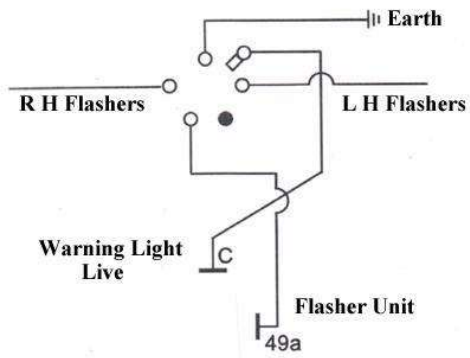 Earth
R H Flashers
L H Flashers
Warning Light
Live
C
Flasher Unit
49a